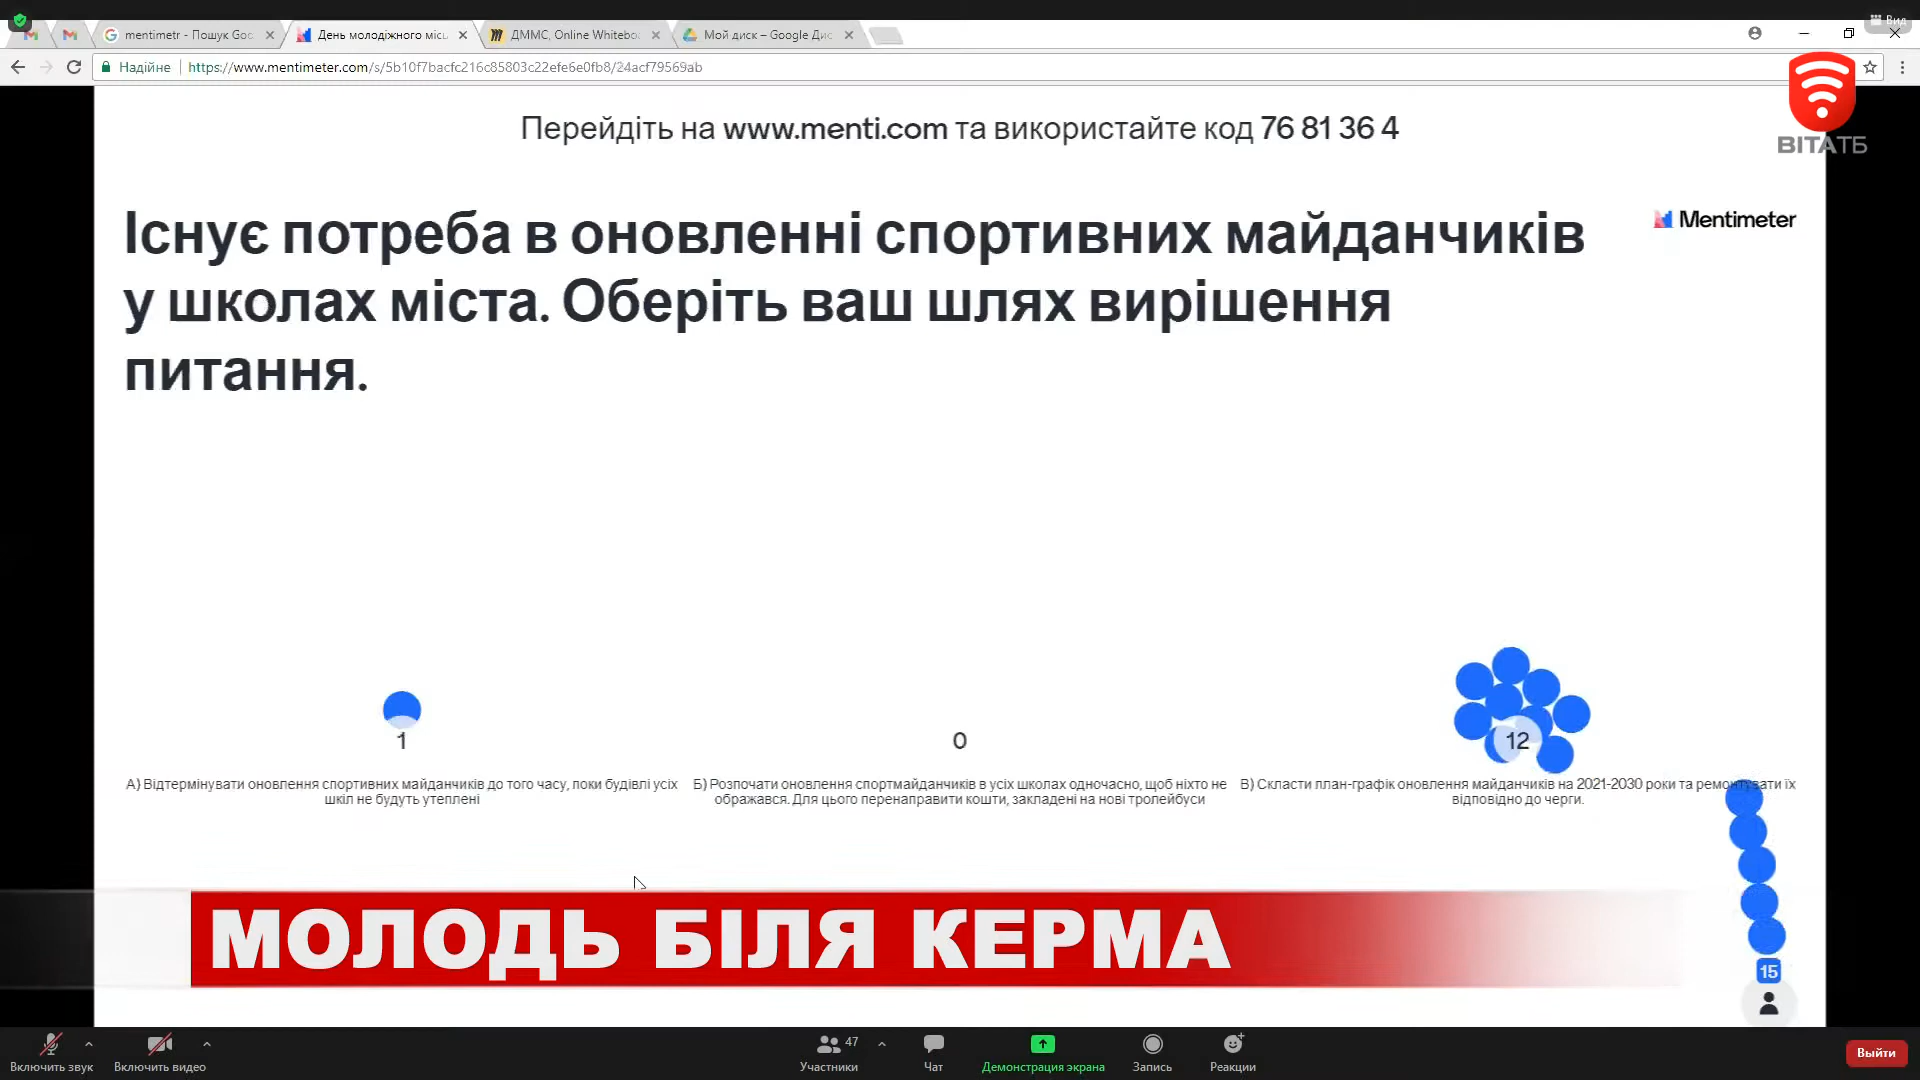 Вид
mentimetr - Пошук Goo
День молодіжного місц
ДММС, Online Whitebo
Мой диск – Google Дис
Надійне
https://www.mentimeter.com/s/5b10f7bacfc216c85803c22efe6e0fb8/24acf79569ab
ВІТАТБ
Перейдіть на www.menti.com та використайте код 76 81 36 4
Існує потреба в оновленні спортивних майданчиків
у школах міста. Оберіть ваш шлях вирішення
питання.
Mentimeter
1
0
12
А) Відтермінувати оновлення спортивних майданчиків до того часу, поки будівлі усіх
шкіл не будуть утеплені
Б) Розпочати оновлення спортмайданчиків в усіх школах одночасно, щоб ніхто не
ображався. Для цього перенаправити кошти, закладені на нові тролейбуси
В) Скласти план-графік оновлення майданчиків на 2021-2030 роки та ремонтувати їх
відповідно до черги.
МОЛОДЬ БІЛЯ КЕРМА
15
Включить звук
Включить видео
47
Участники
Чат
Демонстрация экрана
Запись
Реакции
Выйти